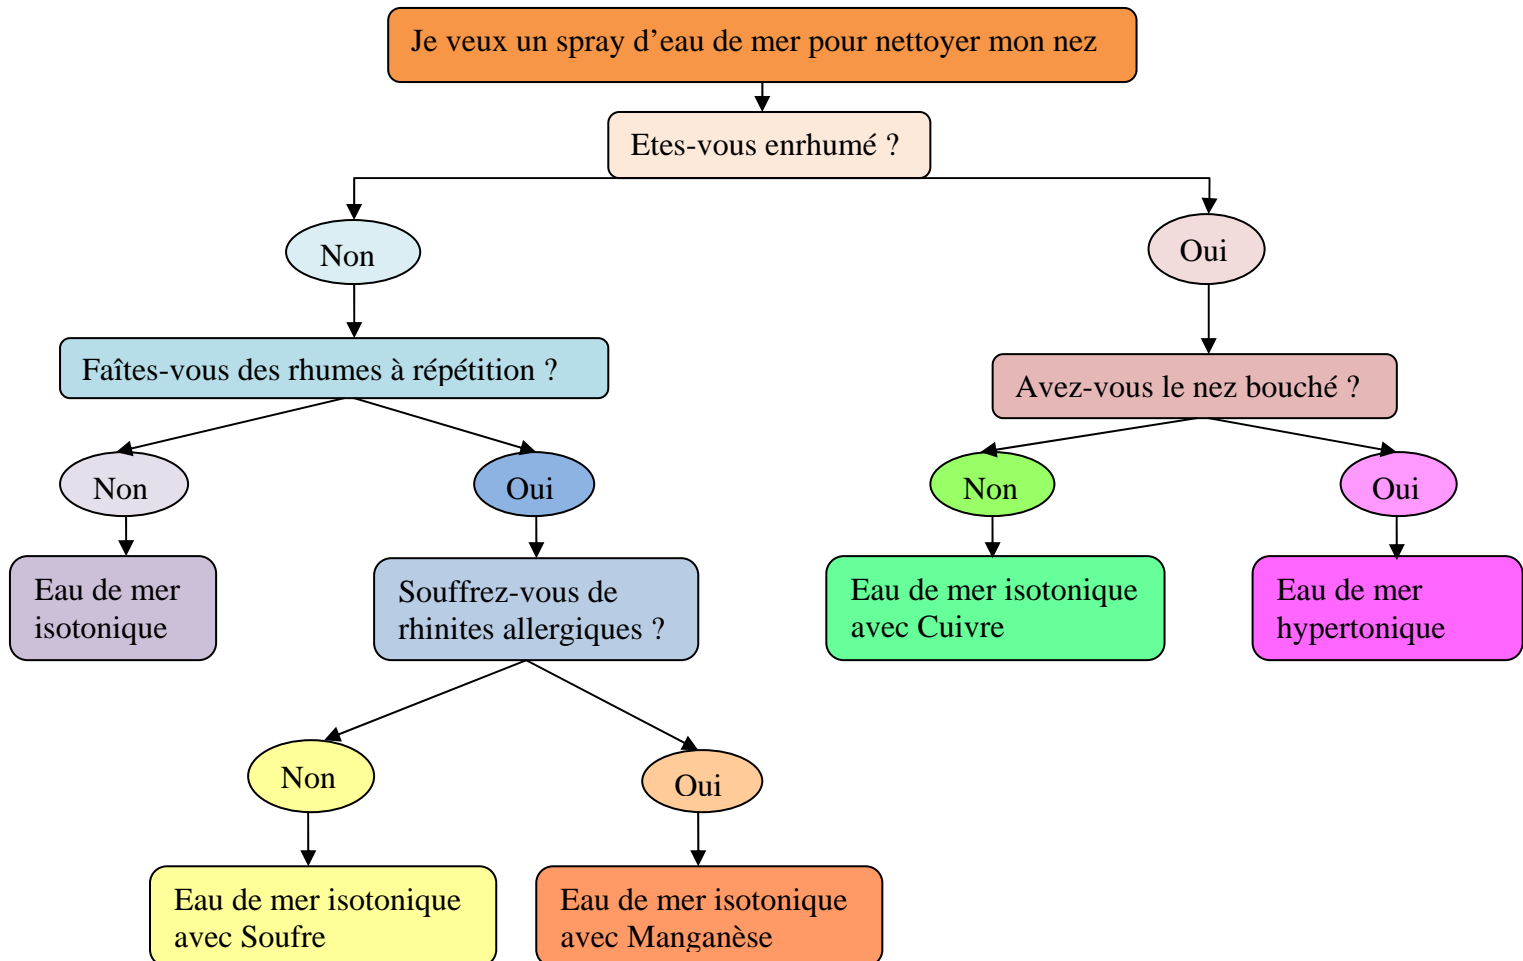 Je veux un spray d’eau de mer pour nettoyer mon nez
Etes-vous enrhumé ?
Non
Oui
Faîtes-vous des rhumes à répétition ?
Avez-vous le nez bouché ?
Non
Oui
Non
Oui
Eau de mer
isotonique
Souffrez-vous de
rhinites allergiques ?
Eau de mer isotonique
avec Cuivre
Eau de mer
hypertonique
Non
Oui
Eau de mer isotonique
avec Soufre
Eau de mer isotonique
avec Manganèse